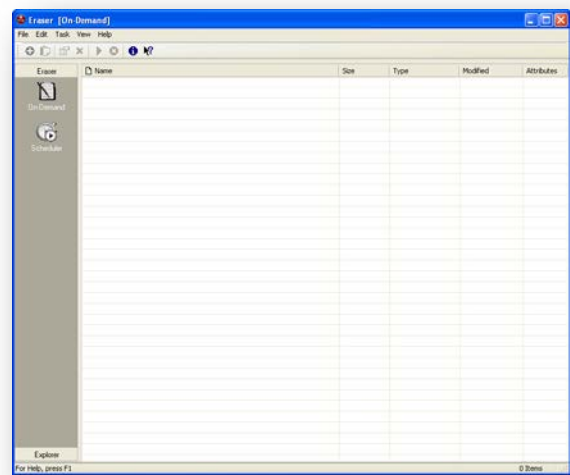 Eraser [On-Demand]
File Edit Task View Help
Eraser
Name Size Type Modified Attributes
On-Demand
Scheduler
Explorer
For Help, press F1
0 Items